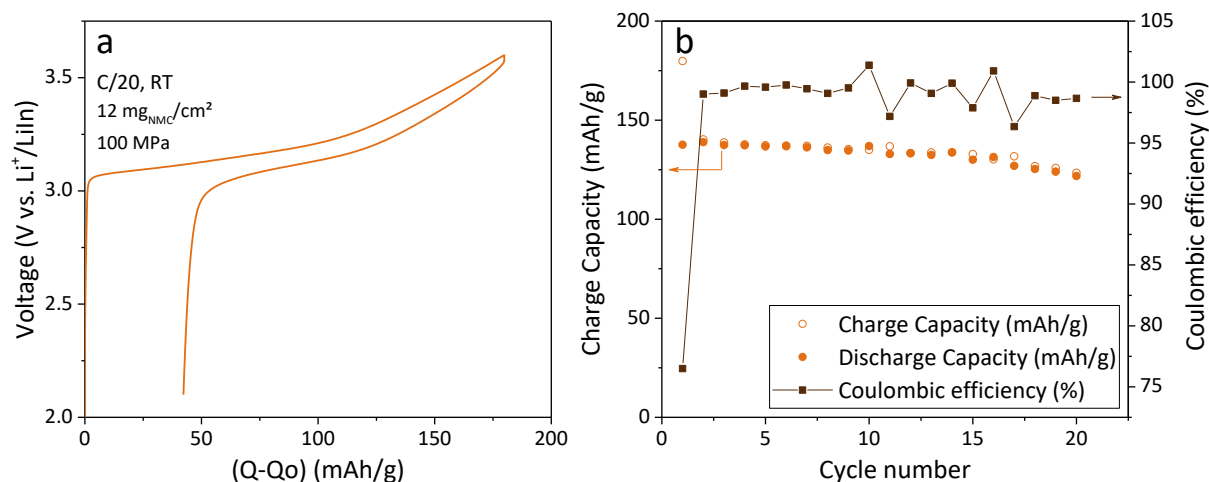 a
C/20, RT
12 mgNMC/cm²
100 MPa
Voltage (V vs. Li⁺/LiIn)
3.5
3.0
2.5
2.0
0 50 100 150 200
(Q-Qo) (mAh/g)
b
Charge Capacity (mAh/g)
200
150
100
50
0
0 5 10 15 20
Cycle number
105
100
95
90
85
80
75
Coulombic efficiency (%)
Charge Capacity (mAh/g)
Discharge Capacity (mAh/g)
Coulombic efficiency (%)